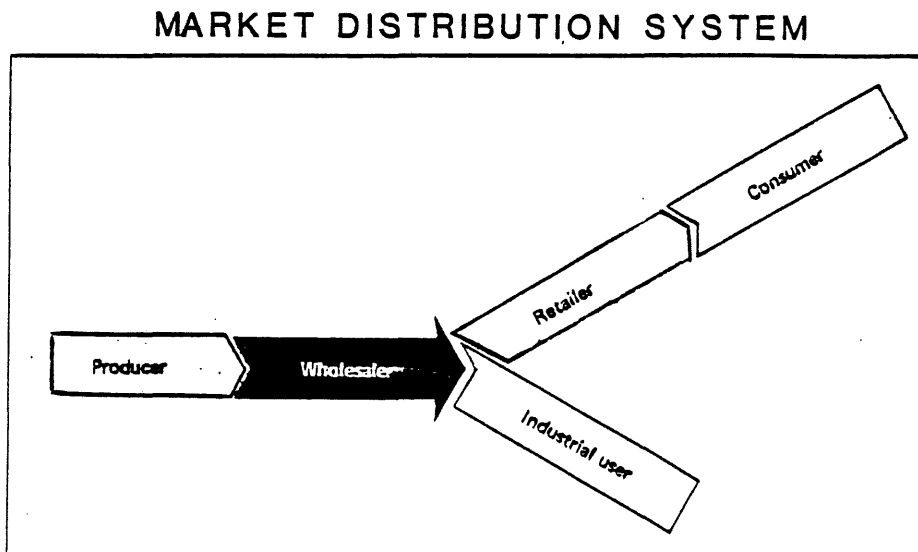 MARKET DISTRIBUTION SYSTEM
Producer
Wholesaler
Retailer
Consumer
Industrial user